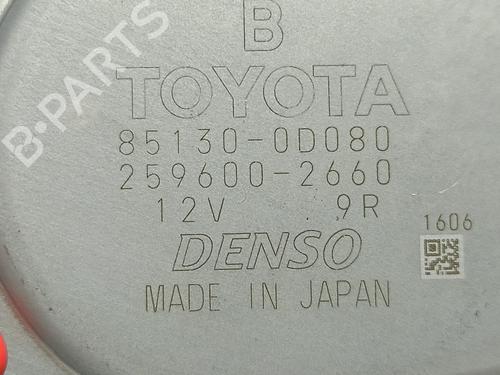 B
TOYOTA
85130-0D080
259600-2660
12V 9R
1606
DENSO
MADE IN JAPAN
B-PARTS